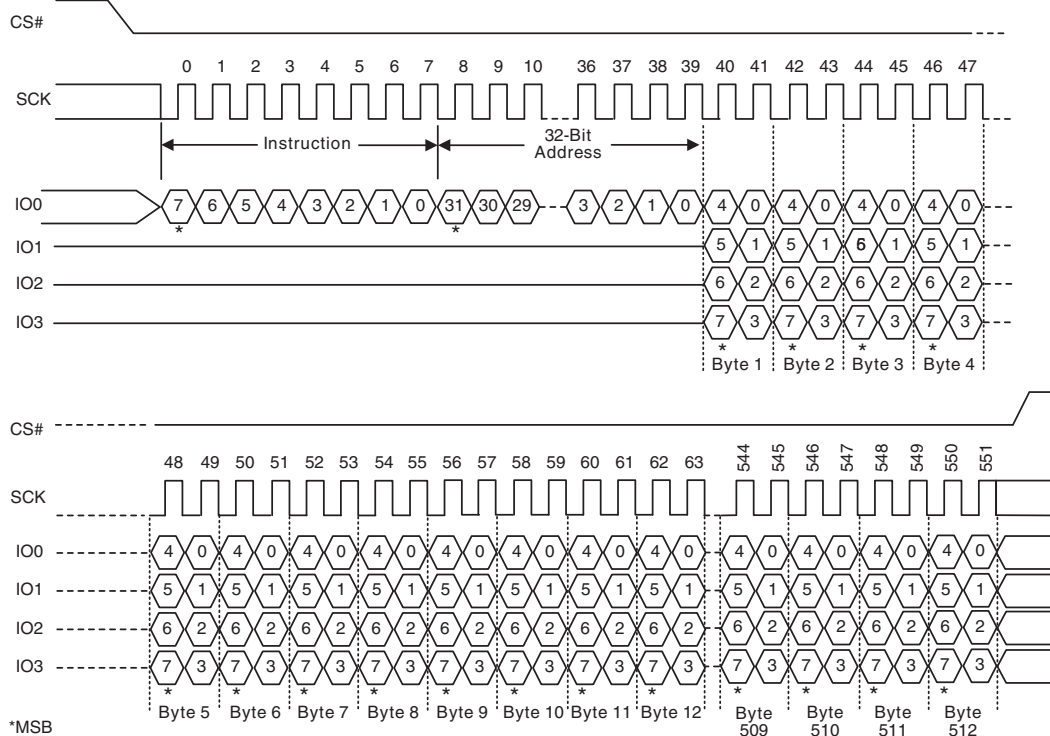 CS#
0 1 2 3 4 5 6 7 8 9 10 36 37 38 39 40 41 42 43 44 45 46 47
SCK
Instruction
32-Bit
Address
IO0 7 6 5 4 3 2 1 0 31 30 29 3 2 1 0 4 0 4 0 4 0 4 0
* *
IO1 5 1 5 1 6 1 5 1
IO2 6 2 6 2 6 2 6 2
IO3 7 3 7 3 7 3 7 3
* * * *
Byte 1 Byte 2 Byte 3 Byte 4
CS#
48 49 50 51 52 53 54 55 56 57 58 59 60 61 62 63 544 545 546 547 548 549 550 551
SCK
IO0 4 0 4 0 4 0 4 0 4 0 4 0 4 0 4 0 4 0 4 0 4 0 4 0
IO1 5 1 5 1 5 1 5 1 5 1 5 1 5 1 5 1 5 1 5 1 5 1 5 1
IO2 6 2 6 2 6 2 6 2 6 2 6 2 6 2 6 2 6 2 6 2 6 2 6 2
IO3 7 3 7 3 7 3 7 3 7 3 7 3 7 3 7 3 7 3 7 3 7 3 7 3
* * * * * * * * * * * *
Byte 5 Byte 6 Byte 7 Byte 8 Byte 9 Byte 10 Byte 11 Byte 12 Byte 509 Byte 510 Byte 511 Byte 512
*MSB